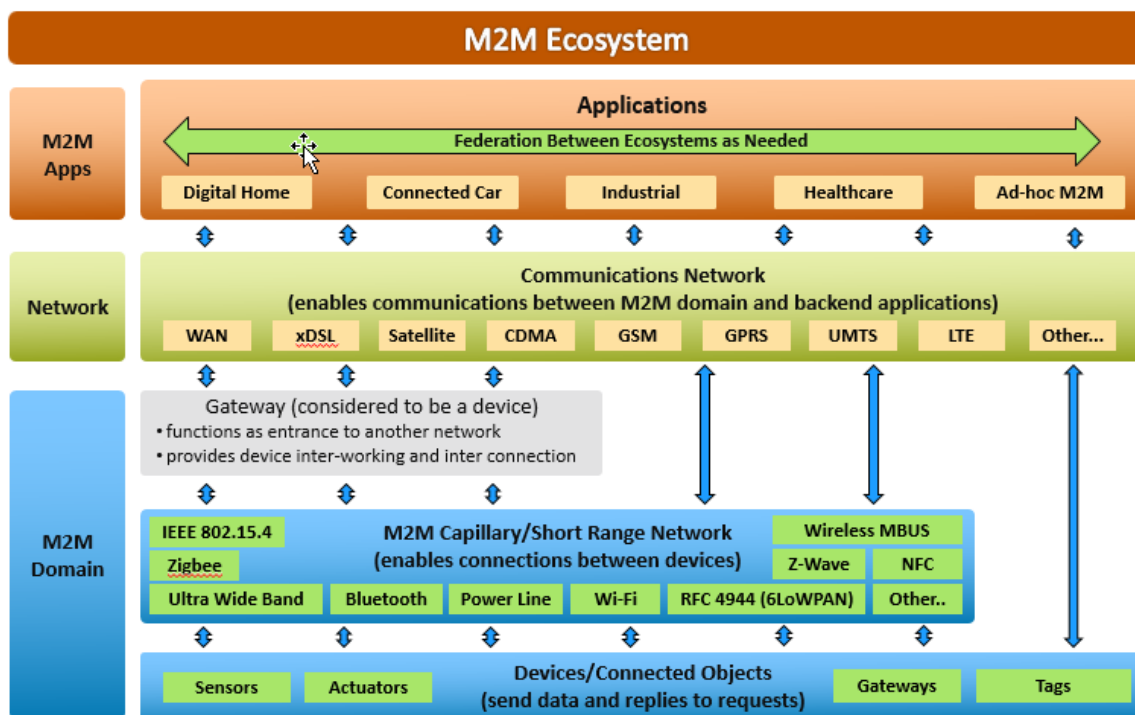 M2M Ecosystem
M2M
Apps
Applications
Federation Between Ecosystems as Needed
Digital Home
Connected Car
Industrial
Healthcare
Ad-hoc M2M
Network
Communications Network
(enables communications between M2M domain and backend applications)
WAN
xDSL
Satellite
CDMA
GSM
GPRS
UMTS
LTE
Other...
M2M
Domain
Gateway (considered to be a device)
• functions as entrance to another network
• provides device inter-working and inter connection
IEEE 802.15.4
Zigbee
M2M Capillary/Short Range Network
(enables connections between devices)
Wireless MBUS
Z-Wave
NFC
Ultra Wide Band
Bluetooth
Power Line
Wi-Fi
RFC 4944 (6LoWPAN)
Other..
Devices/Connected Objects
(send data and replies to requests)
Sensors
Actuators
Gateways
Tags